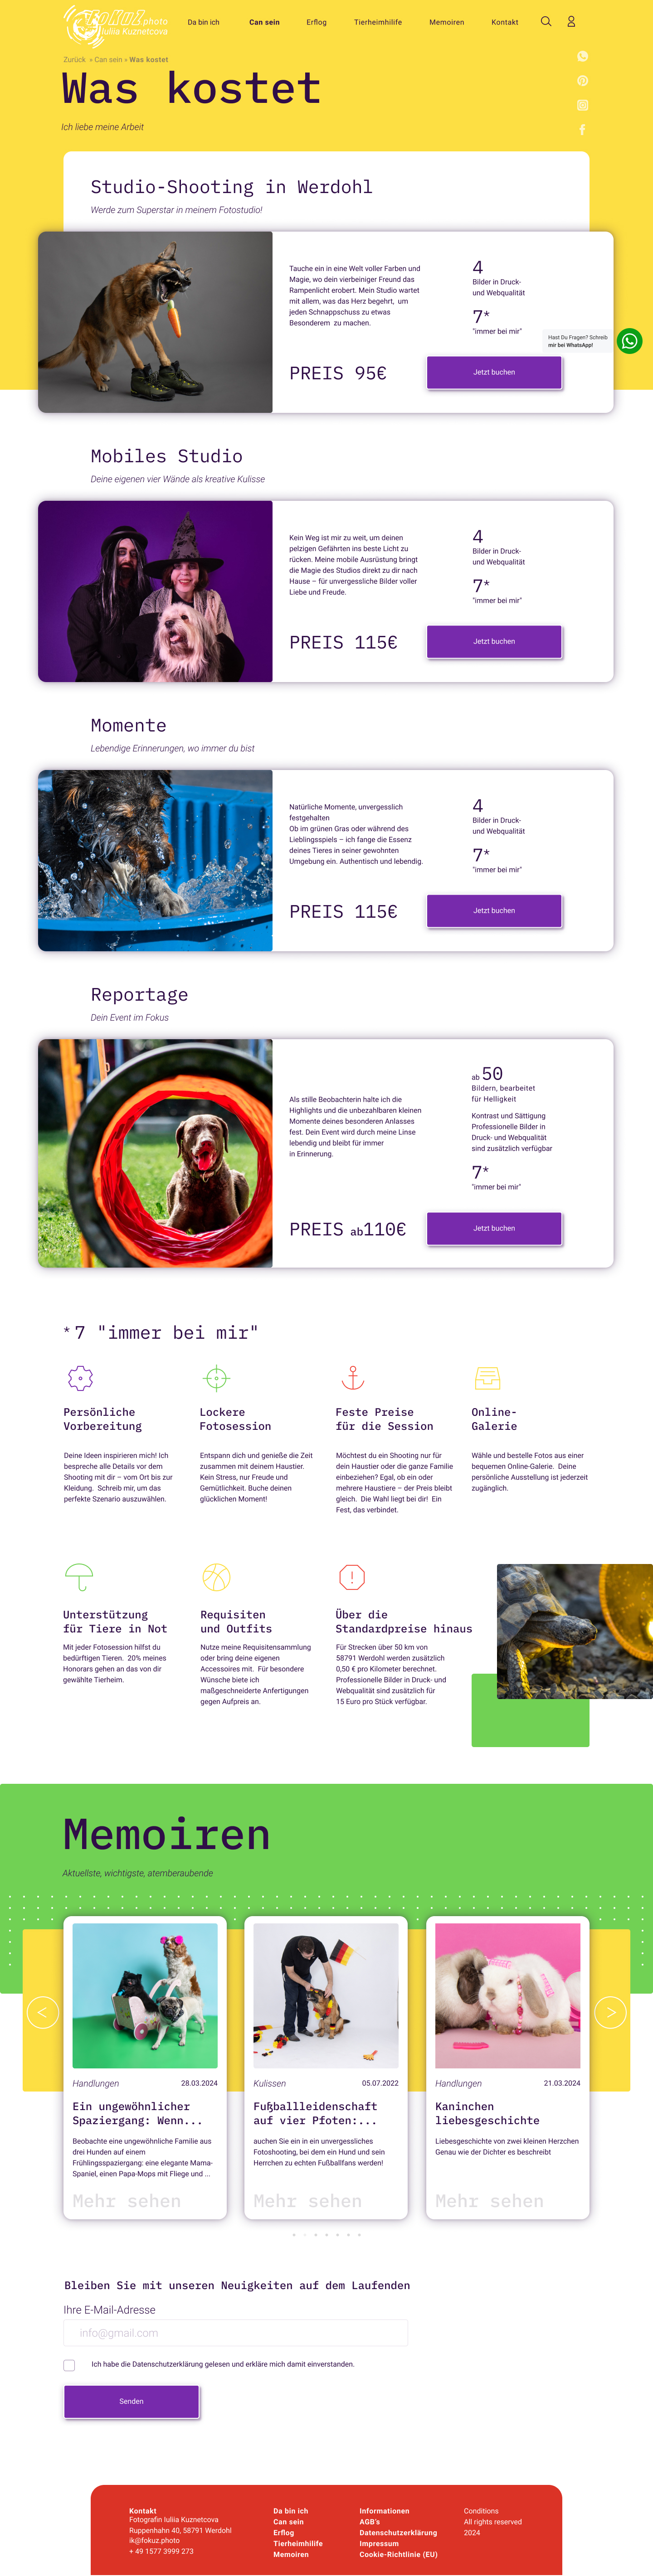 FoKuZ photo
Iuliia Kuznetcova
Da bin ich
Can sein
Erflog
Tierheimhilife
Memoiren
Kontakt
Zurück » Can sein » Was kostet
Was kostet
Ich liebe meine Arbeit
Studio-Shooting in Werdohl
Werde zum Superstar in meinem Fotostudio!
Tauche ein in eine Welt voller Farben und
Magie, wo dein vierbeiniger Freund das
Rampenlicht erobert. Mein Studio wartet
mit allem, was das Herz begehrt, um
jeden Schnappschuss zu etwas
Besonderem zu machen.
PREIS 95€
4
Bilder in Druck-
und Webqualität
7*
"immer bei mir"
Jetzt buchen
Hast Du Fragen? Schreib
mir bei WhatsApp!
Mobiles Studio
Deine eigenen vier Wände als kreative Kulisse
Kein Weg ist mir zu weit, um deinen
pelzigen Gefährten ins beste Licht zu
rücken. Meine mobile Ausrüstung bringt
die Magie des Studios direkt zu dir nach
Hause – für unvergessliche Bilder voller
Liebe und Freude.
PREIS 115€
4
Bilder in Druck-
und Webqualität
7*
"immer bei mir"
Jetzt buchen
Momente
Lebendige Erinnerungen, wo immer du bist
Natürliche Momente, unvergesslich
festgehalten
Ob im grünen Gras oder während des
Lieblingsspiels – ich fange die Essenz
deines Tieres in seiner gewohnten
Umgebung ein. Authentisch und lebendig.
PREIS 115€
4
Bilder in Druck-
und Webqualität
7*
"immer bei mir"
Jetzt buchen
Reportage
Dein Event im Fokus
Als stille Beobachterin halte ich die
Highlights und die unbezahlbaren kleinen
Momente deines besonderen Anlasses
fest. Dein Event wird durch meine Linse
lebendig und bleibt für immer
in Erinnerung.
PREIS ab110€
ab 50
Bildern, bearbeitet
für Helligkeit
Kontrast und Sättigung
Professionelle Bilder in
Druck- und Webqualität
sind zusätzlich verfügbar
7*
"immer bei mir"
Jetzt buchen
*7 "immer bei mir"
Persönliche
Vorbereitung
Deine Ideen inspirieren mich! Ich
bespreche alle Details vor dem
Shooting mit dir – vom Ort bis zur
Kleidung. Schreib mir, um das
perfekte Szenario auszuwählen.
Lockere
Fotosession
Entspann dich und genieße die Zeit
zusammen mit deinem Haustier.
Kein Stress, nur Freude und
Gemütlichkeit. Buche deinen
glücklichen Moment!
Feste Preise
für die Session
Möchtest du ein Shooting nur für
dein Haustier oder die ganze Familie
einbeziehen? Egal, ob ein oder
mehrere Haustiere – der Preis bleibt
gleich. Die Wahl liegt bei dir! Ein
Fest, das verbindet.
Online-
Galerie
Wähle und bestelle Fotos aus einer
bequemen Online-Galerie. Deine
persönliche Ausstellung ist jederzeit
zugänglich.
Unterstützung
für Tiere in Not
Mit jeder Fotosession hilfst du
bedürftigen Tieren. 20% meines
Honorars gehen an das von dir
gewählte Tierheim.
Requisiten
und Outfits
Nutze meine Requisitensammlung
oder bring deine eigenen
Accessoires mit. Für besondere
Wünsche biete ich
maßgeschneiderte Anfertigungen
gegen Aufpreis an.
Über die
Standardpreise hinaus
Für Strecken über 50 km von
58791 Werdohl werden zusätzlich
0,50 € pro Kilometer berechnet.
Professionelle Bilder in Druck- und
Webqualität sind zusätzlich für
15 Euro pro Stück verfügbar.
Memoiren
Aktuellste, wichtigste, atemberaubende
Handlungen 28.03.2024
Ein ungewöhnlicher
Spaziergang: Wenn...
Beobachte eine ungewöhnliche Familie aus
drei Hunden auf einem
Frühlingsspaziergang: eine elegante Mama-
Spaniel, einen Papa-Mops mit Fliege und ...
Mehr sehen
Kulissen 05.07.2022
Fußballleidenschaft
auf vier Pfoten:...
auchen Sie ein in ein unvergessliches
Fotoshooting, bei dem ein Hund und sein
Herrchen zu echten Fußballfans werden!
Mehr sehen
Handlungen 21.03.2024
Kaninchen
liebesgeschichte
Liebesgeschichte von zwei kleinen Herzchen
Genau wie der Dichter es beschreibt
Mehr sehen
Bleiben Sie mit unseren Neuigkeiten auf dem Laufenden
Ihre E-Mail-Adresse
info@gmail.com
Ich habe die Datenschutzerklärung gelesen und erkläre mich damit einverstanden.
Senden
Kontakt
Fotografin Iuliia Kuznetcova
Ruppenhahn 40, 58791 Werdohl
ik@fokuz.photo
+ 49 1577 3999 273
Da bin ich
Can sein
Erflog
Tierheimhilife
Memoiren
Informationen
AGB's
Datenschutzerklärung
Impressum
Cookie-Richtlinie (EU)
Conditions
All rights reserved
2024